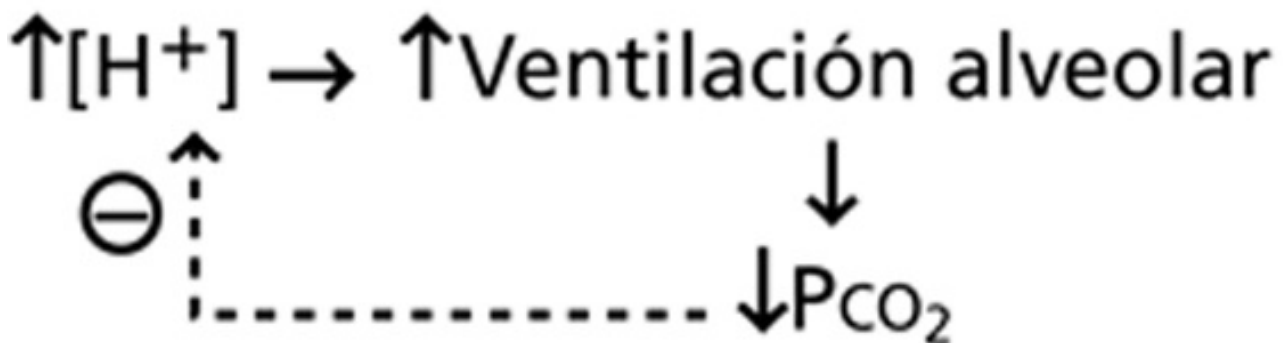 ↑[H⁺] → ↑Ventilación alveolar
↓
⊖
↓PCO₂